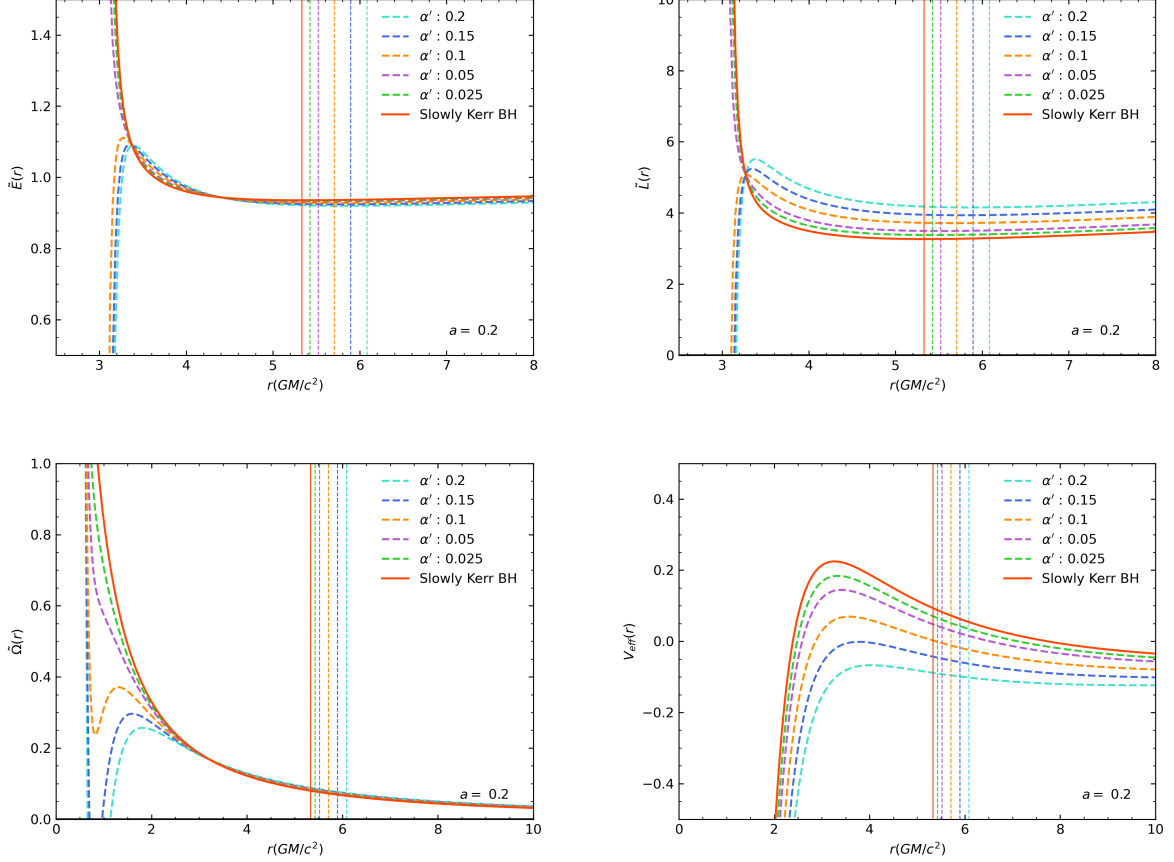 1.4
1.2
1.0
0.8
0.6
Ẽ(r)
α′ : 0.2
α′ : 0.15
α′ : 0.1
α′ : 0.05
α′ : 0.025
Slowly Kerr BH
a = 0.2
3 4 5 6 7 8
r(GM/c²)
10
8
6
4
2
0
L̃(r)
α′ : 0.2
α′ : 0.15
α′ : 0.1
α′ : 0.05
α′ : 0.025
Slowly Kerr BH
a = 0.2
3 4 5 6 7 8
r(GM/c²)
1.0
0.8
0.6
0.4
0.2
0.0
Ω̃(r)
α′ : 0.2
α′ : 0.15
α′ : 0.1
α′ : 0.05
α′ : 0.025
Slowly Kerr BH
a = 0.2
0 2 4 6 8 10
r(GM/c²)
0.4
0.2
0.0
−0.2
−0.4
V_eff(r)
α′ : 0.2
α′ : 0.15
α′ : 0.1
α′ : 0.05
α′ : 0.025
Slowly Kerr BH
a = 0.2
0 2 4 6 8 10
r(GM/c²)